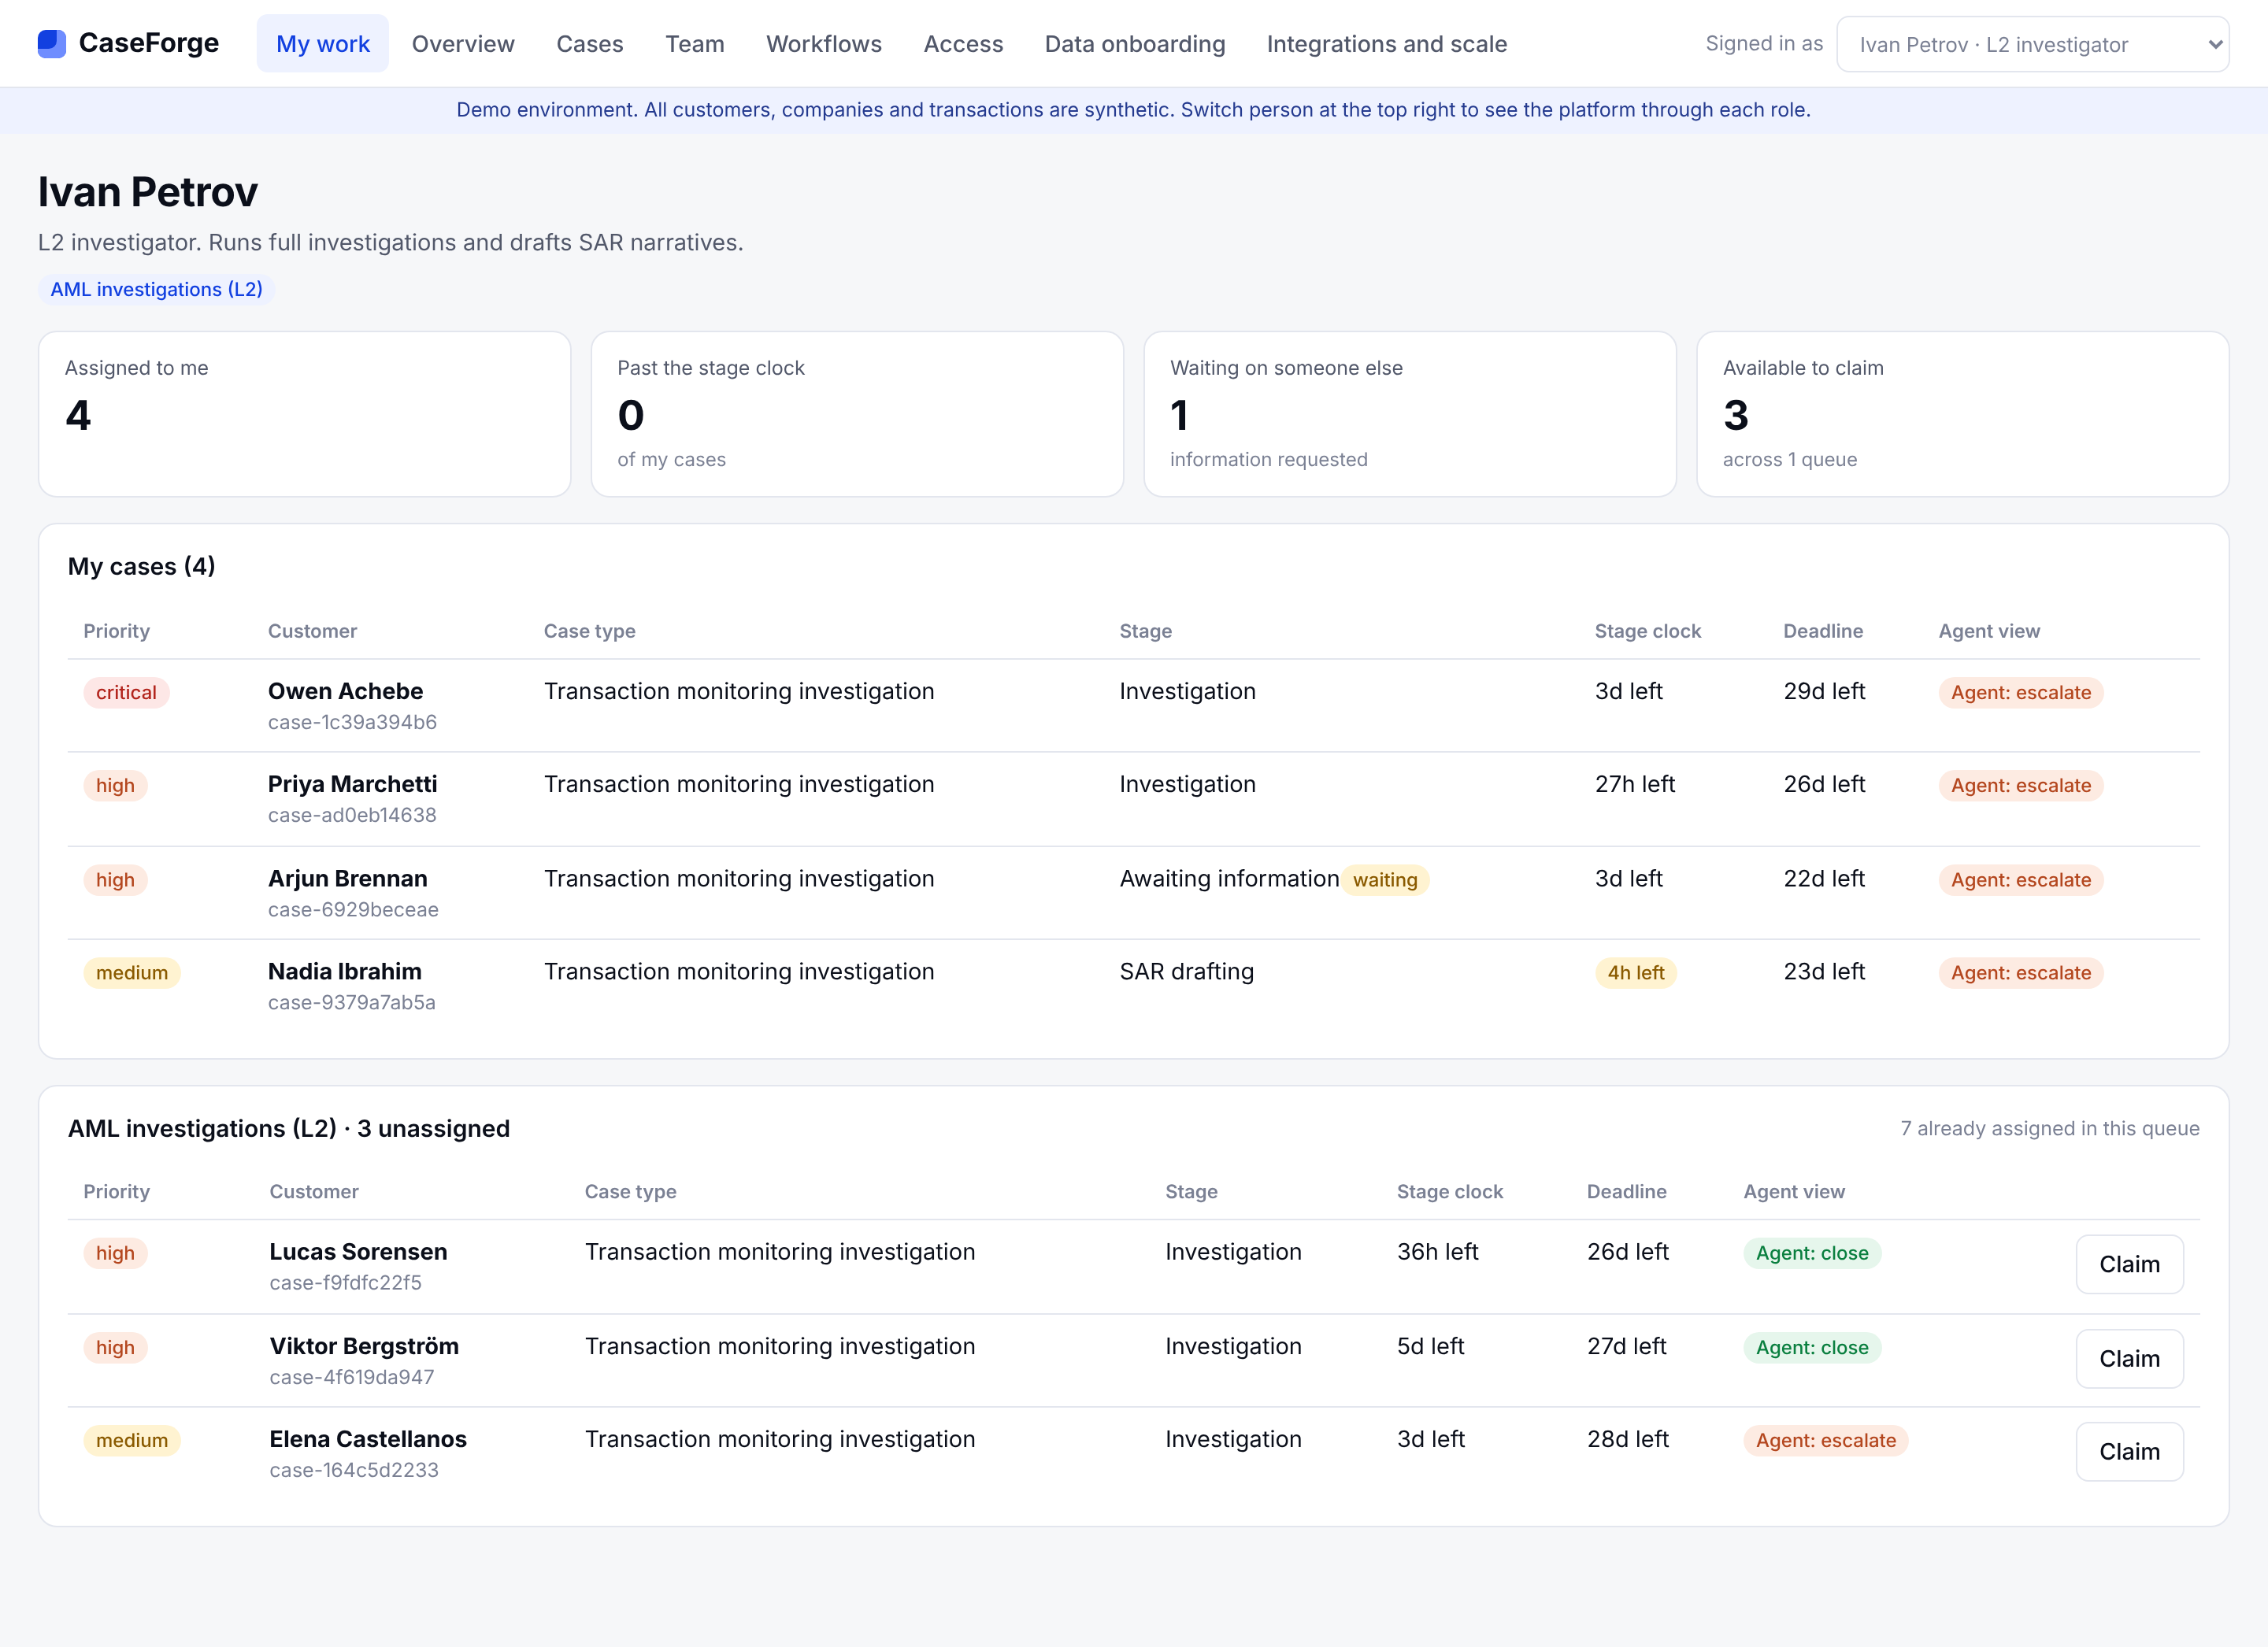 CaseForge My work Overview Cases Team Workflows Access Data onboarding Integrations and scale Signed in as Ivan Petrov · L2 investigator
Demo environment. All customers, companies and transactions are synthetic. Switch person at the top right to see the platform through each role.
Ivan Petrov
L2 investigator. Runs full investigations and drafts SAR narratives.
AML investigations (L2)
Assigned to me
4
Past the stage clock
0
of my cases
Waiting on someone else
1
information requested
Available to claim
3
across 1 queue
My cases (4)
Priority Customer Case type Stage Stage clock Deadline Agent view
critical Owen Achebe Transaction monitoring investigation Investigation 3d left 29d left Agent: escalate
case-1c39a394b6
high Priya Marchetti Transaction monitoring investigation Investigation 27h left 26d left Agent: escalate
case-ad0eb14638
high Arjun Brennan Transaction monitoring investigation Awaiting information waiting 3d left 22d left Agent: escalate
case-6929beceae
medium Nadia Ibrahim Transaction monitoring investigation SAR drafting 4h left 23d left Agent: escalate
case-9379a7ab5a
AML investigations (L2) · 3 unassigned 7 already assigned in this queue
Priority Customer Case type Stage Stage clock Deadline Agent view
high Lucas Sorensen Transaction monitoring investigation Investigation 36h left 26d left Agent: close Claim
case-f9fdfc22f5
high Viktor Bergström Transaction monitoring investigation Investigation 5d left 27d left Agent: close Claim
case-4f619da947
medium Elena Castellanos Transaction monitoring investigation Investigation 3d left 28d left Agent: escalate Claim
case-164c5d2233